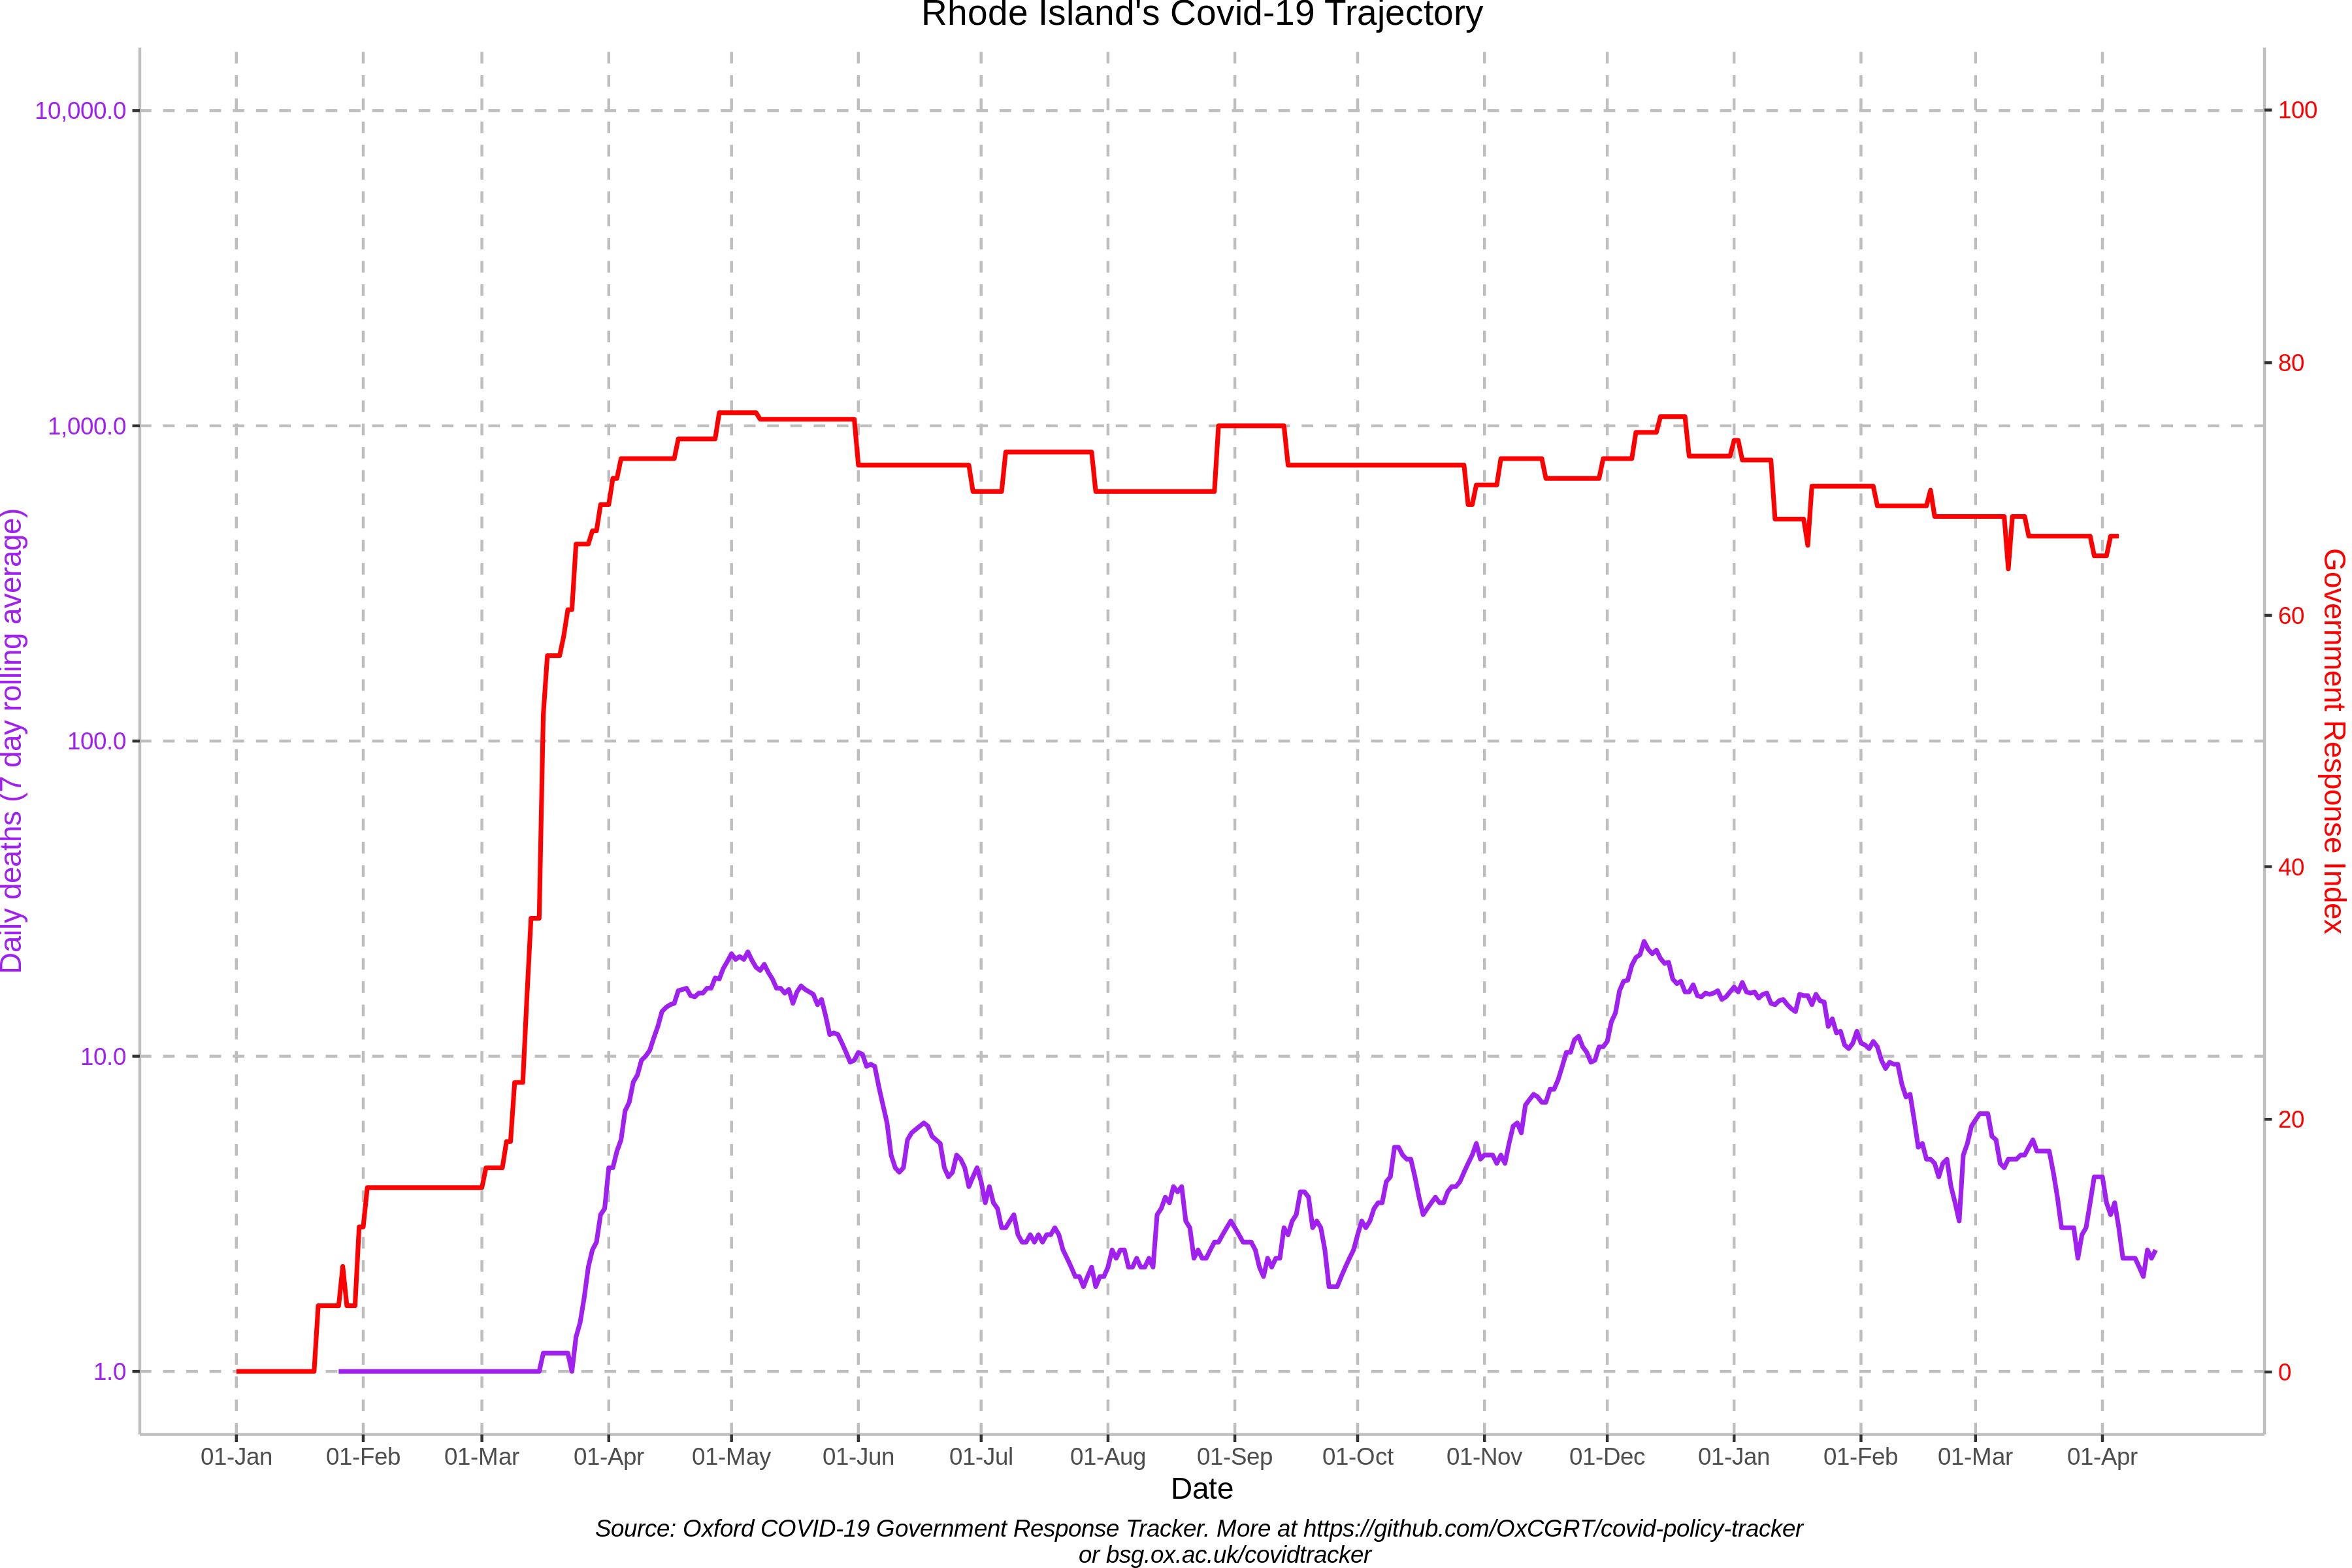 Rhode Island's Covid-19 Trajectory
10,000.0
1,000.0
100.0
10.0
1.0
Daily deaths (7 day rolling average)
100
80
60
40
20
0
Government Response Index
01-Jan 01-Feb 01-Mar 01-Apr 01-May 01-Jun 01-Jul 01-Aug 01-Sep 01-Oct 01-Nov 01-Dec 01-Jan 01-Feb 01-Mar 01-Apr
Date
Source: Oxford COVID-19 Government Response Tracker. More at https://github.com/OxCGRT/covid-policy-tracker
or bsg.ox.ac.uk/covidtracker